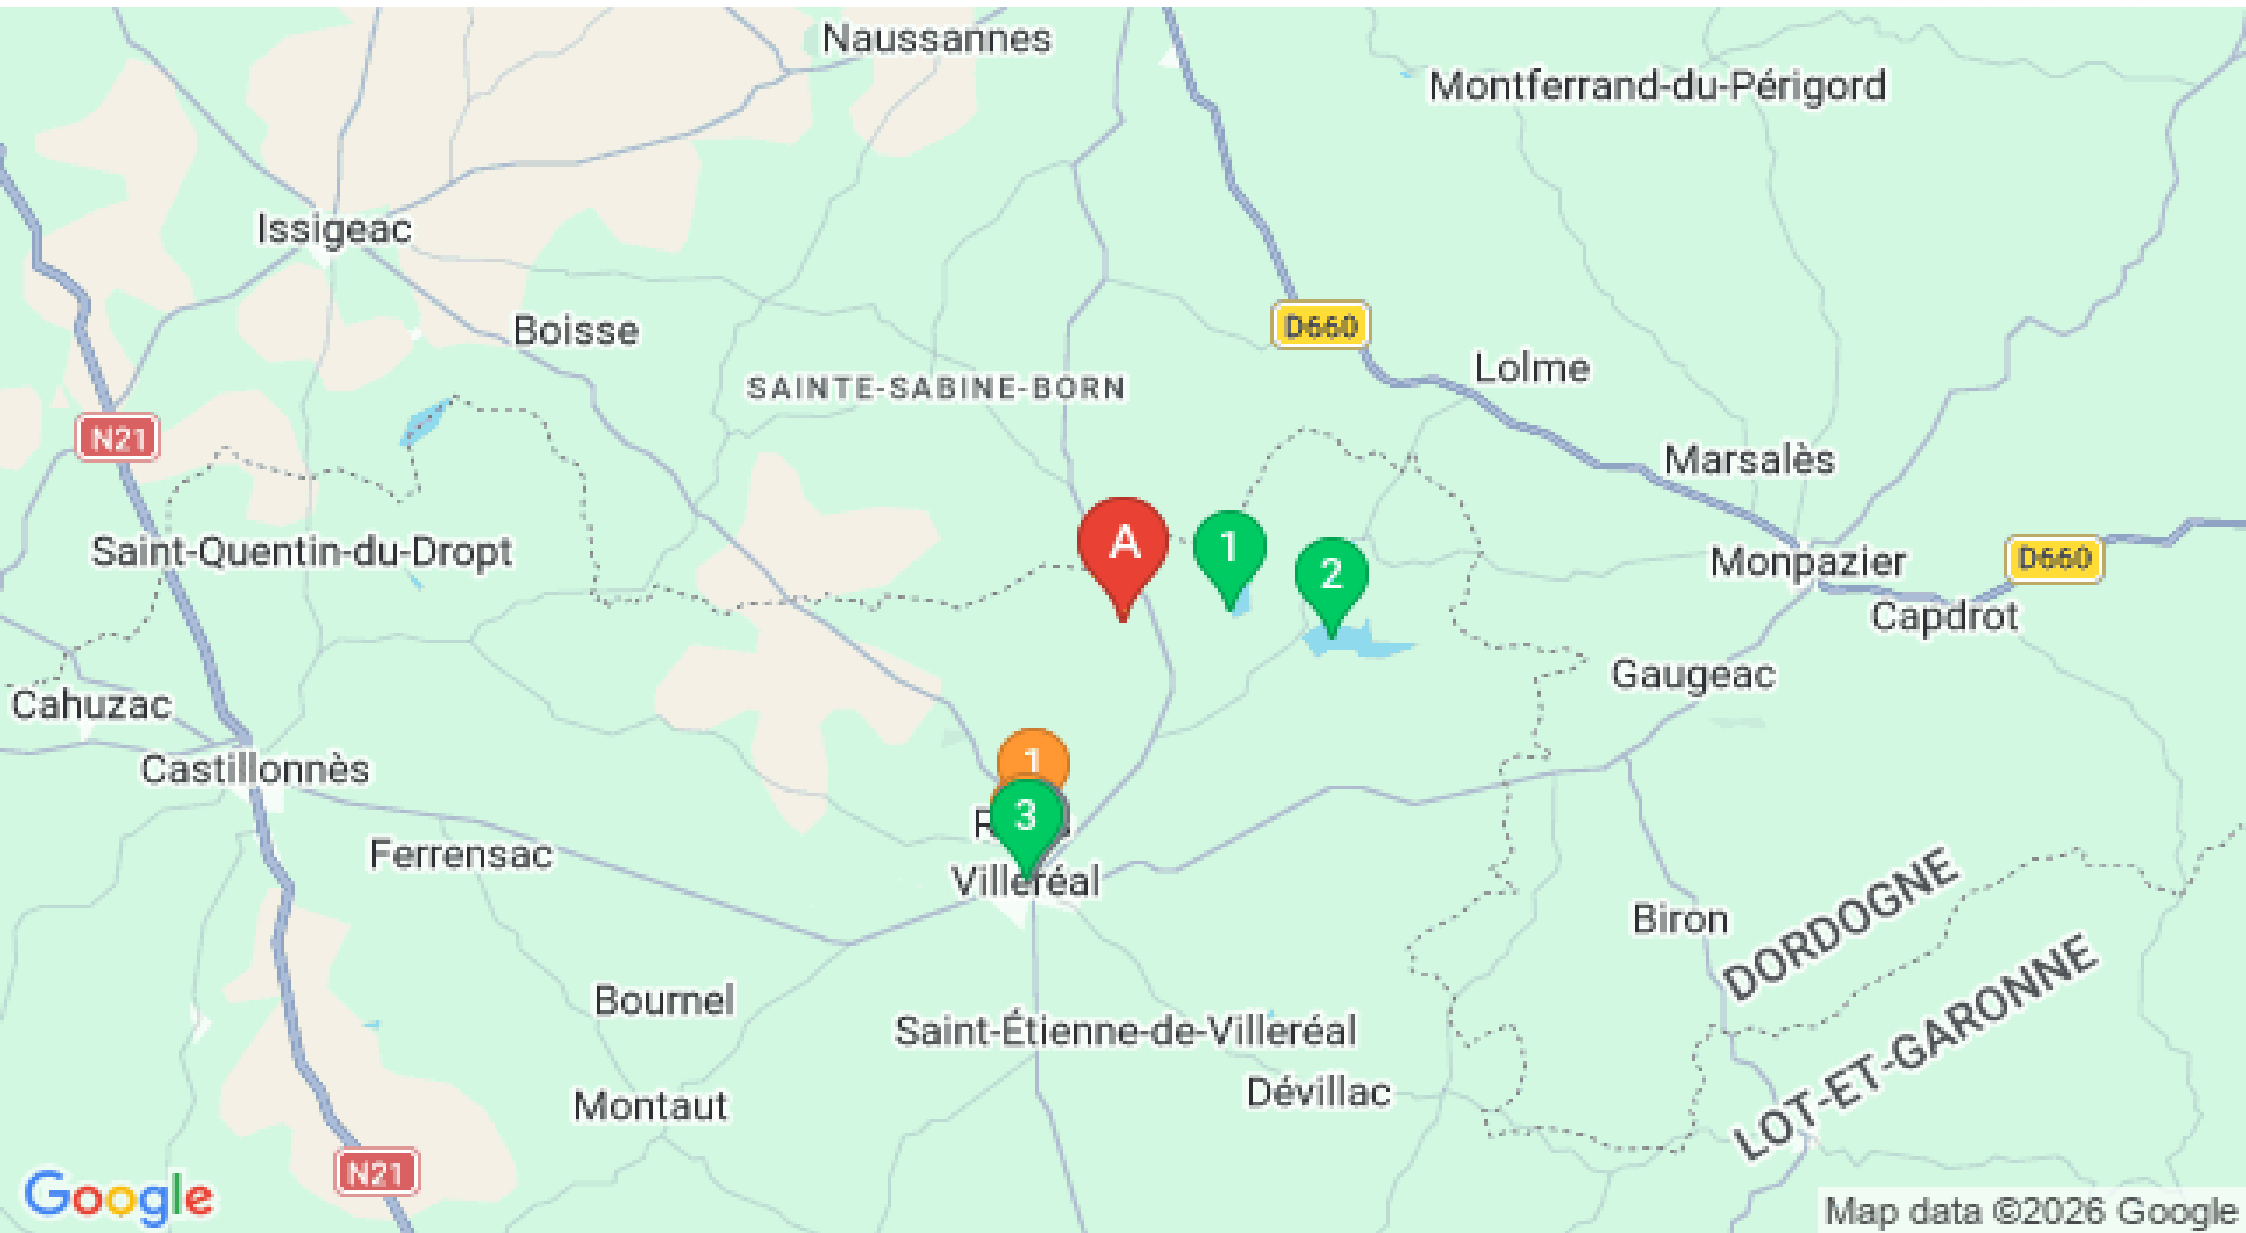 Naussannes
Montferrand-du-Périgord
Issigeac
Boisse
D660
Lolme
SAINTE-SABINE-BORN
N21
Marsalès
Saint-Quentin-du-Dropt
A
1
2
Monpazier
D660
Capdrot
Gaugeac
Cahuzac
Castillonnès
1
3
Ferrensac
Villeréal
Biron
DORDOGNE
LOT-ET-GARONNE
Bournel
Saint-Étienne-de-Villeréal
Dévillac
Montaut
N21
Google
Map data ©2026 Google